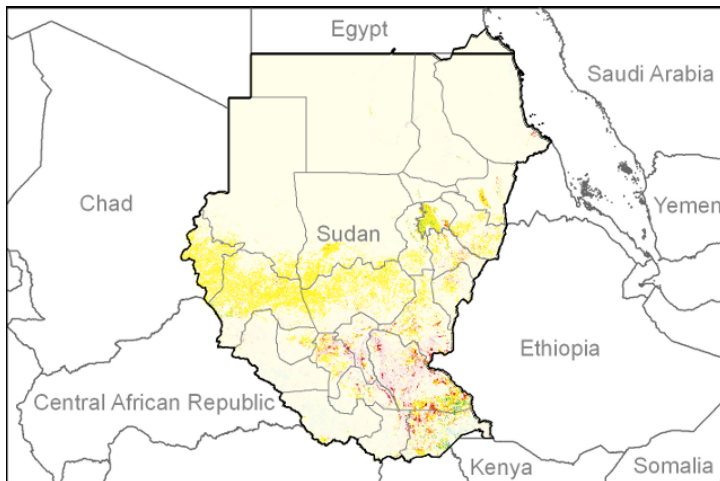 Egypt
Saudi Arabia
Chad
Yemen
Sudan
Ethiopia
Central African Republic
Kenya
Somalia